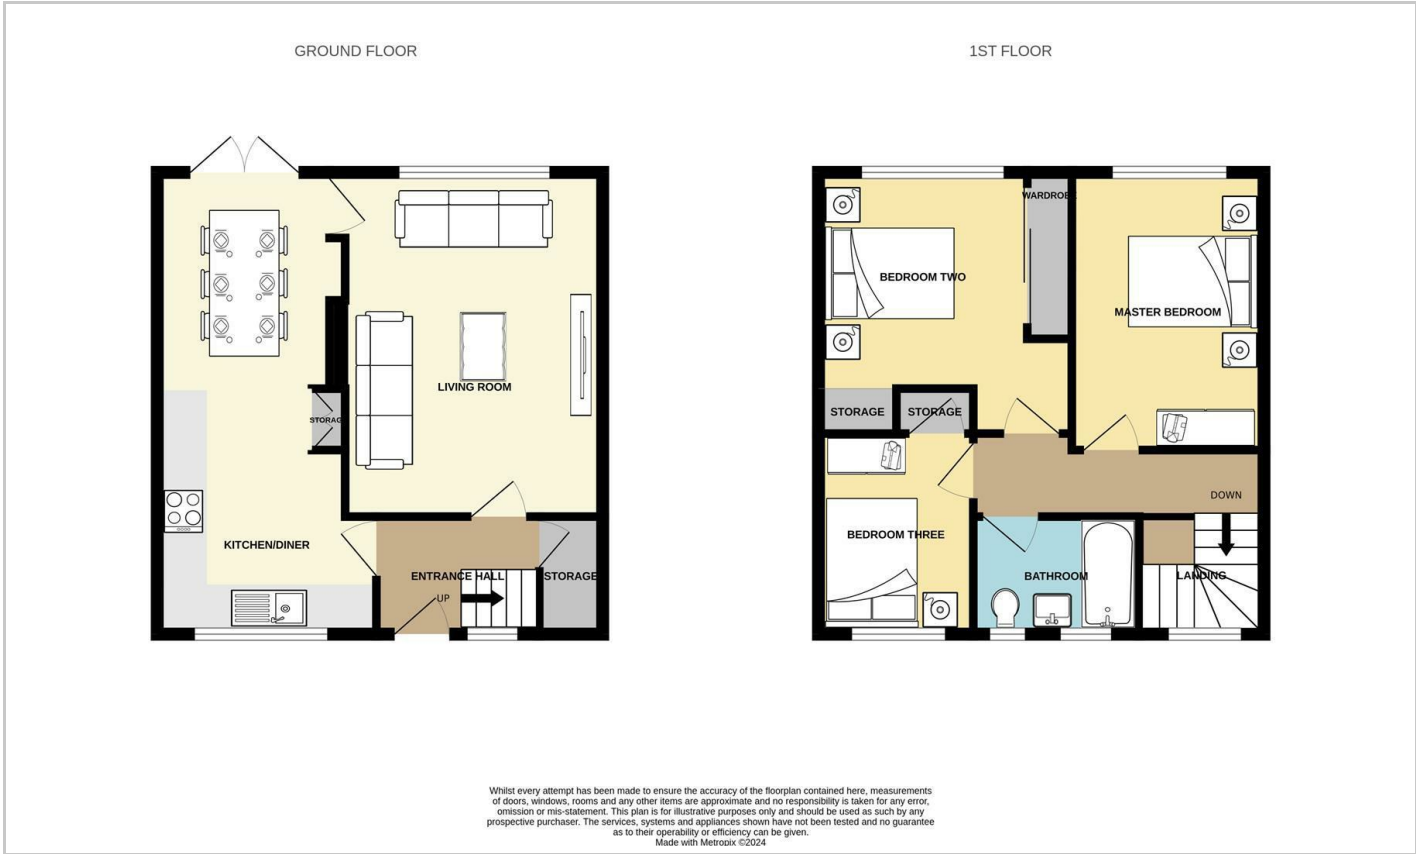 GROUND FLOOR
STORAGE
LIVING ROOM
KITCHEN/DINER
ENTRANCE HALL
STORAGE
UP
1ST FLOOR
WARDROBE
BEDROOM TWO
MASTER BEDROOM
STORAGE
STORAGE
DOWN
BEDROOM THREE
BATHROOM
LANDING
Whilst every attempt has been made to ensure the accuracy of the floorplan contained here, measurements
of doors, windows, rooms and any other items are approximate and no responsibility is taken for any error,
omission or mis-statement. This plan is for illustrative purposes only and should be used as such by any
prospective purchaser. The services, systems and appliances shown have not been tested and no guarantee
as to their operability or efficiency can be given.
Made with Metropix ©2024